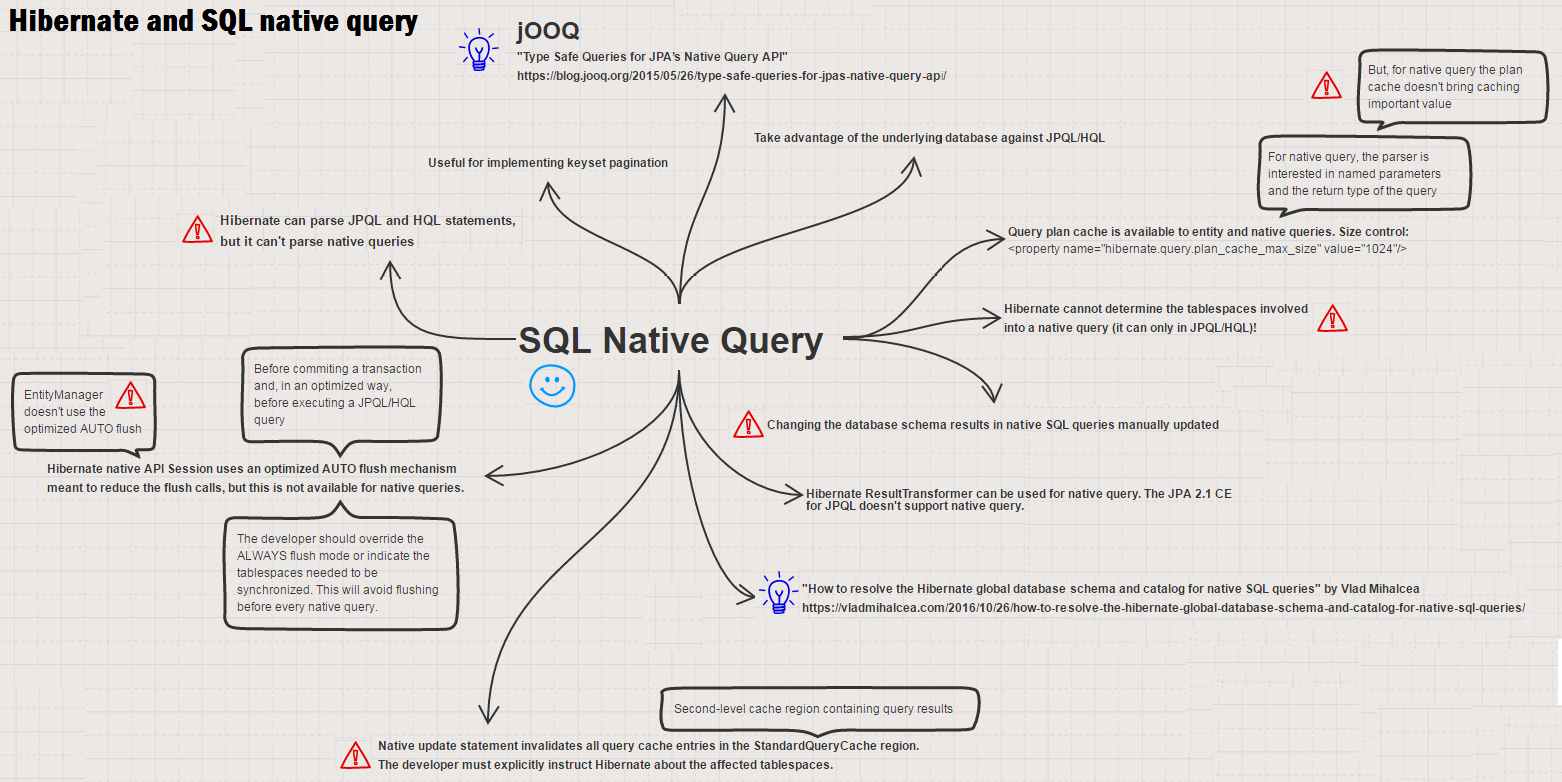 Hibernate and SQL native query
jOOQ
"Type Safe Queries for JPA's Native Query API"
https://blog.jooq.org/2015/05/26/type-safe-queries-for-jpas-native-query-api/
But, for native query the plan
cache doesn't bring caching
important value
Take advantage of the underlying database against JPQL/HQL
Useful for implementing keyset pagination
For native query, the parser is
interested in named parameters
and the return type of the query
Hibernate can parse JPQL and HQL statements,
but it can't parse native queries
Query plan cache is available to entity and native queries. Size control:
<property name="hibernate.query.plan_cache_max_size" value="1024"/>
Hibernate cannot determine the tablespaces involved
into a native query (it can only in JPQL/HQL)!
SQL Native Query
Before commiting a transaction
and, in an optimized way,
before executing a JPQL/HQL
query
EntityManager
doesn't use the
optimized AUTO flush
Changing the database schema results in native SQL queries manually updated
Hibernate native API Session uses an optimized AUTO flush mechanism
meant to reduce the flush calls, but this is not available for native queries.
Hibernate ResultTransformer can be used for native query. The JPA 2.1 CE
for JPQL doesn't support native query.
The developer should override the
ALWAYS flush mode or indicate the
tablespaces needed to be
synchronized. This will avoid flushing
before every native query.
"How to resolve the Hibernate global database schema and catalog for native SQL queries" by Vlad Mihalcea
https://vladmihalcea.com/2016/10/26/how-to-resolve-the-hibernate-global-database-schema-and-catalog-for-native-sql-queries/
Second-level cache region containing query results
Native update statement invalidates all query cache entries in the StandardQueryCache region.
The developer must explicitly instruct Hibernate about the affected tablespaces.